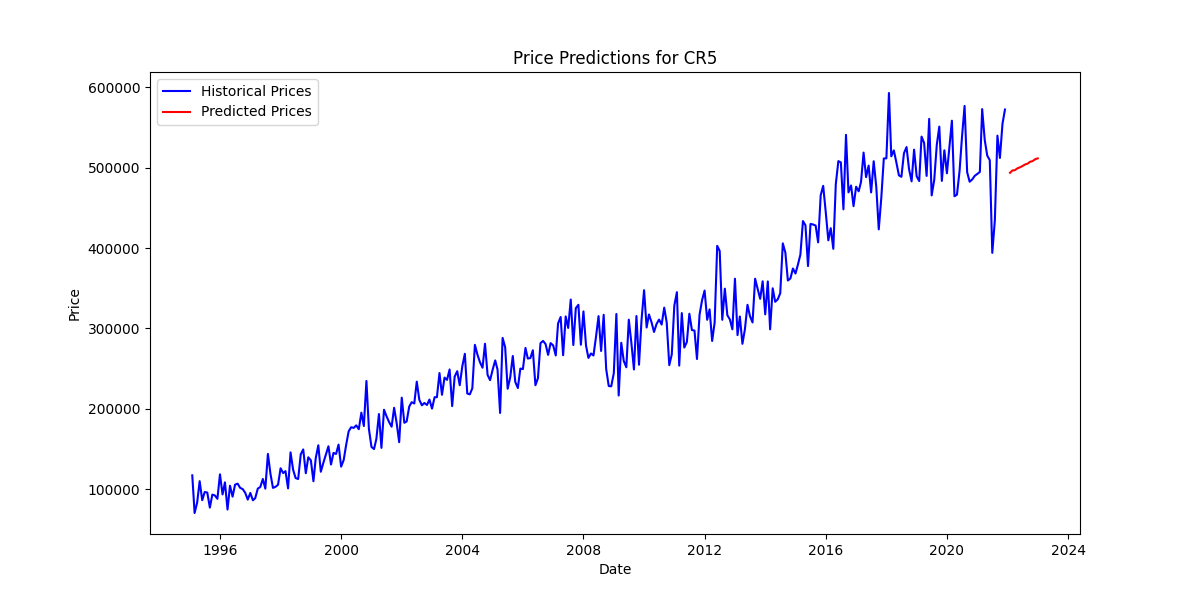 Price Predictions for CR5
Historical Prices
Predicted Prices
Price
600000
500000
400000
300000
200000
100000
1996 2000 2004 2008 2012 2016 2020 2024
Date